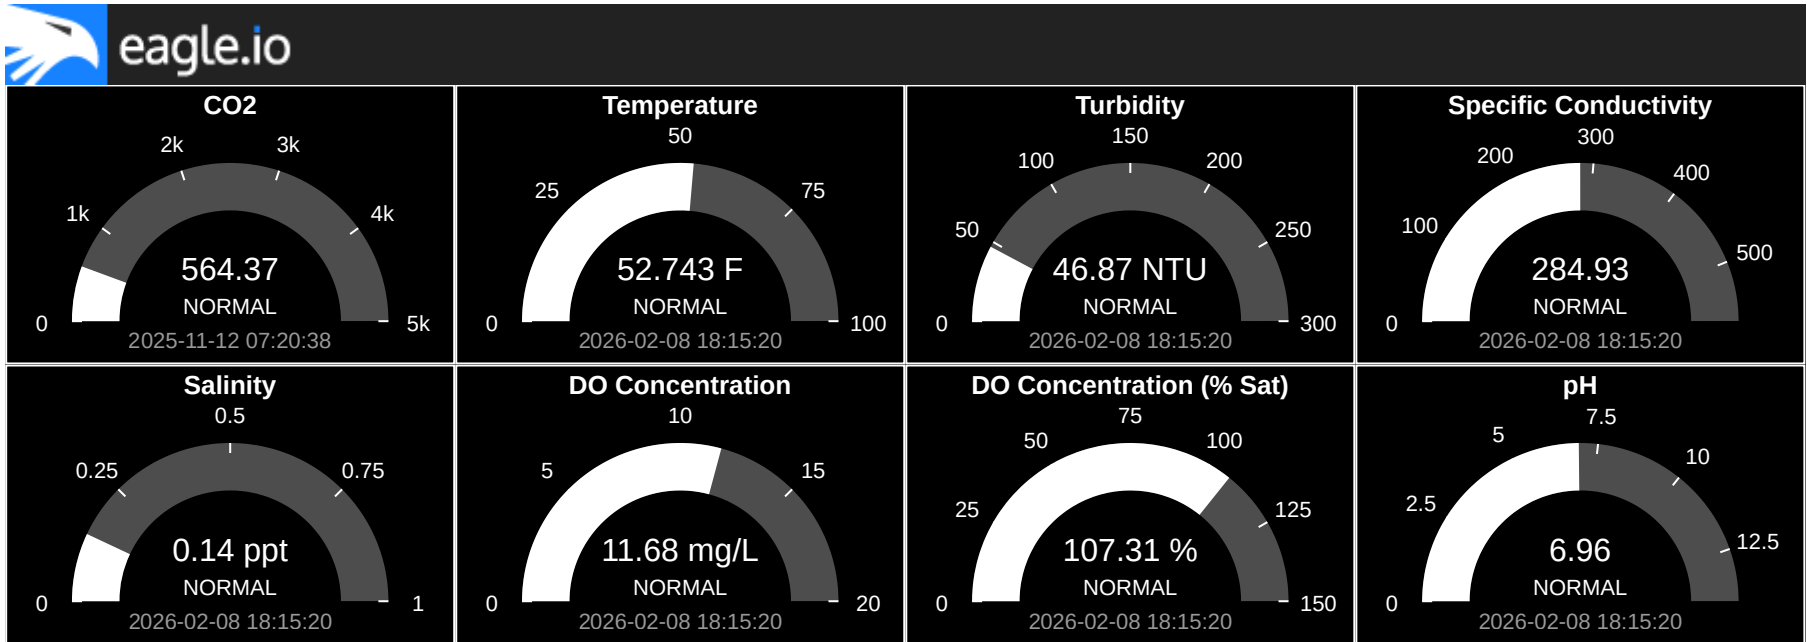 eagle.io
CO2
0
1k
2k
3k
4k
5k
564.37
NORMAL
2025-11-12 07:20:38
Temperature
0
25
50
75
100
52.743 F
NORMAL
2026-02-08 18:15:20
Turbidity
0
50
100
150
200
250
300
46.87 NTU
NORMAL
2026-02-08 18:15:20
Specific Conductivity
0
100
200
300
400
500
284.93
NORMAL
2026-02-08 18:15:20
Salinity
0
0.25
0.5
0.75
1
0.14 ppt
NORMAL
2026-02-08 18:15:20
DO Concentration
0
5
10
15
20
11.68 mg/L
NORMAL
2026-02-08 18:15:20
DO Concentration (% Sat)
0
25
50
75
100
125
150
107.31 %
NORMAL
2026-02-08 18:15:20
pH
0
2.5
5
7.5
10
12.5
6.96
NORMAL
2026-02-08 18:15:20